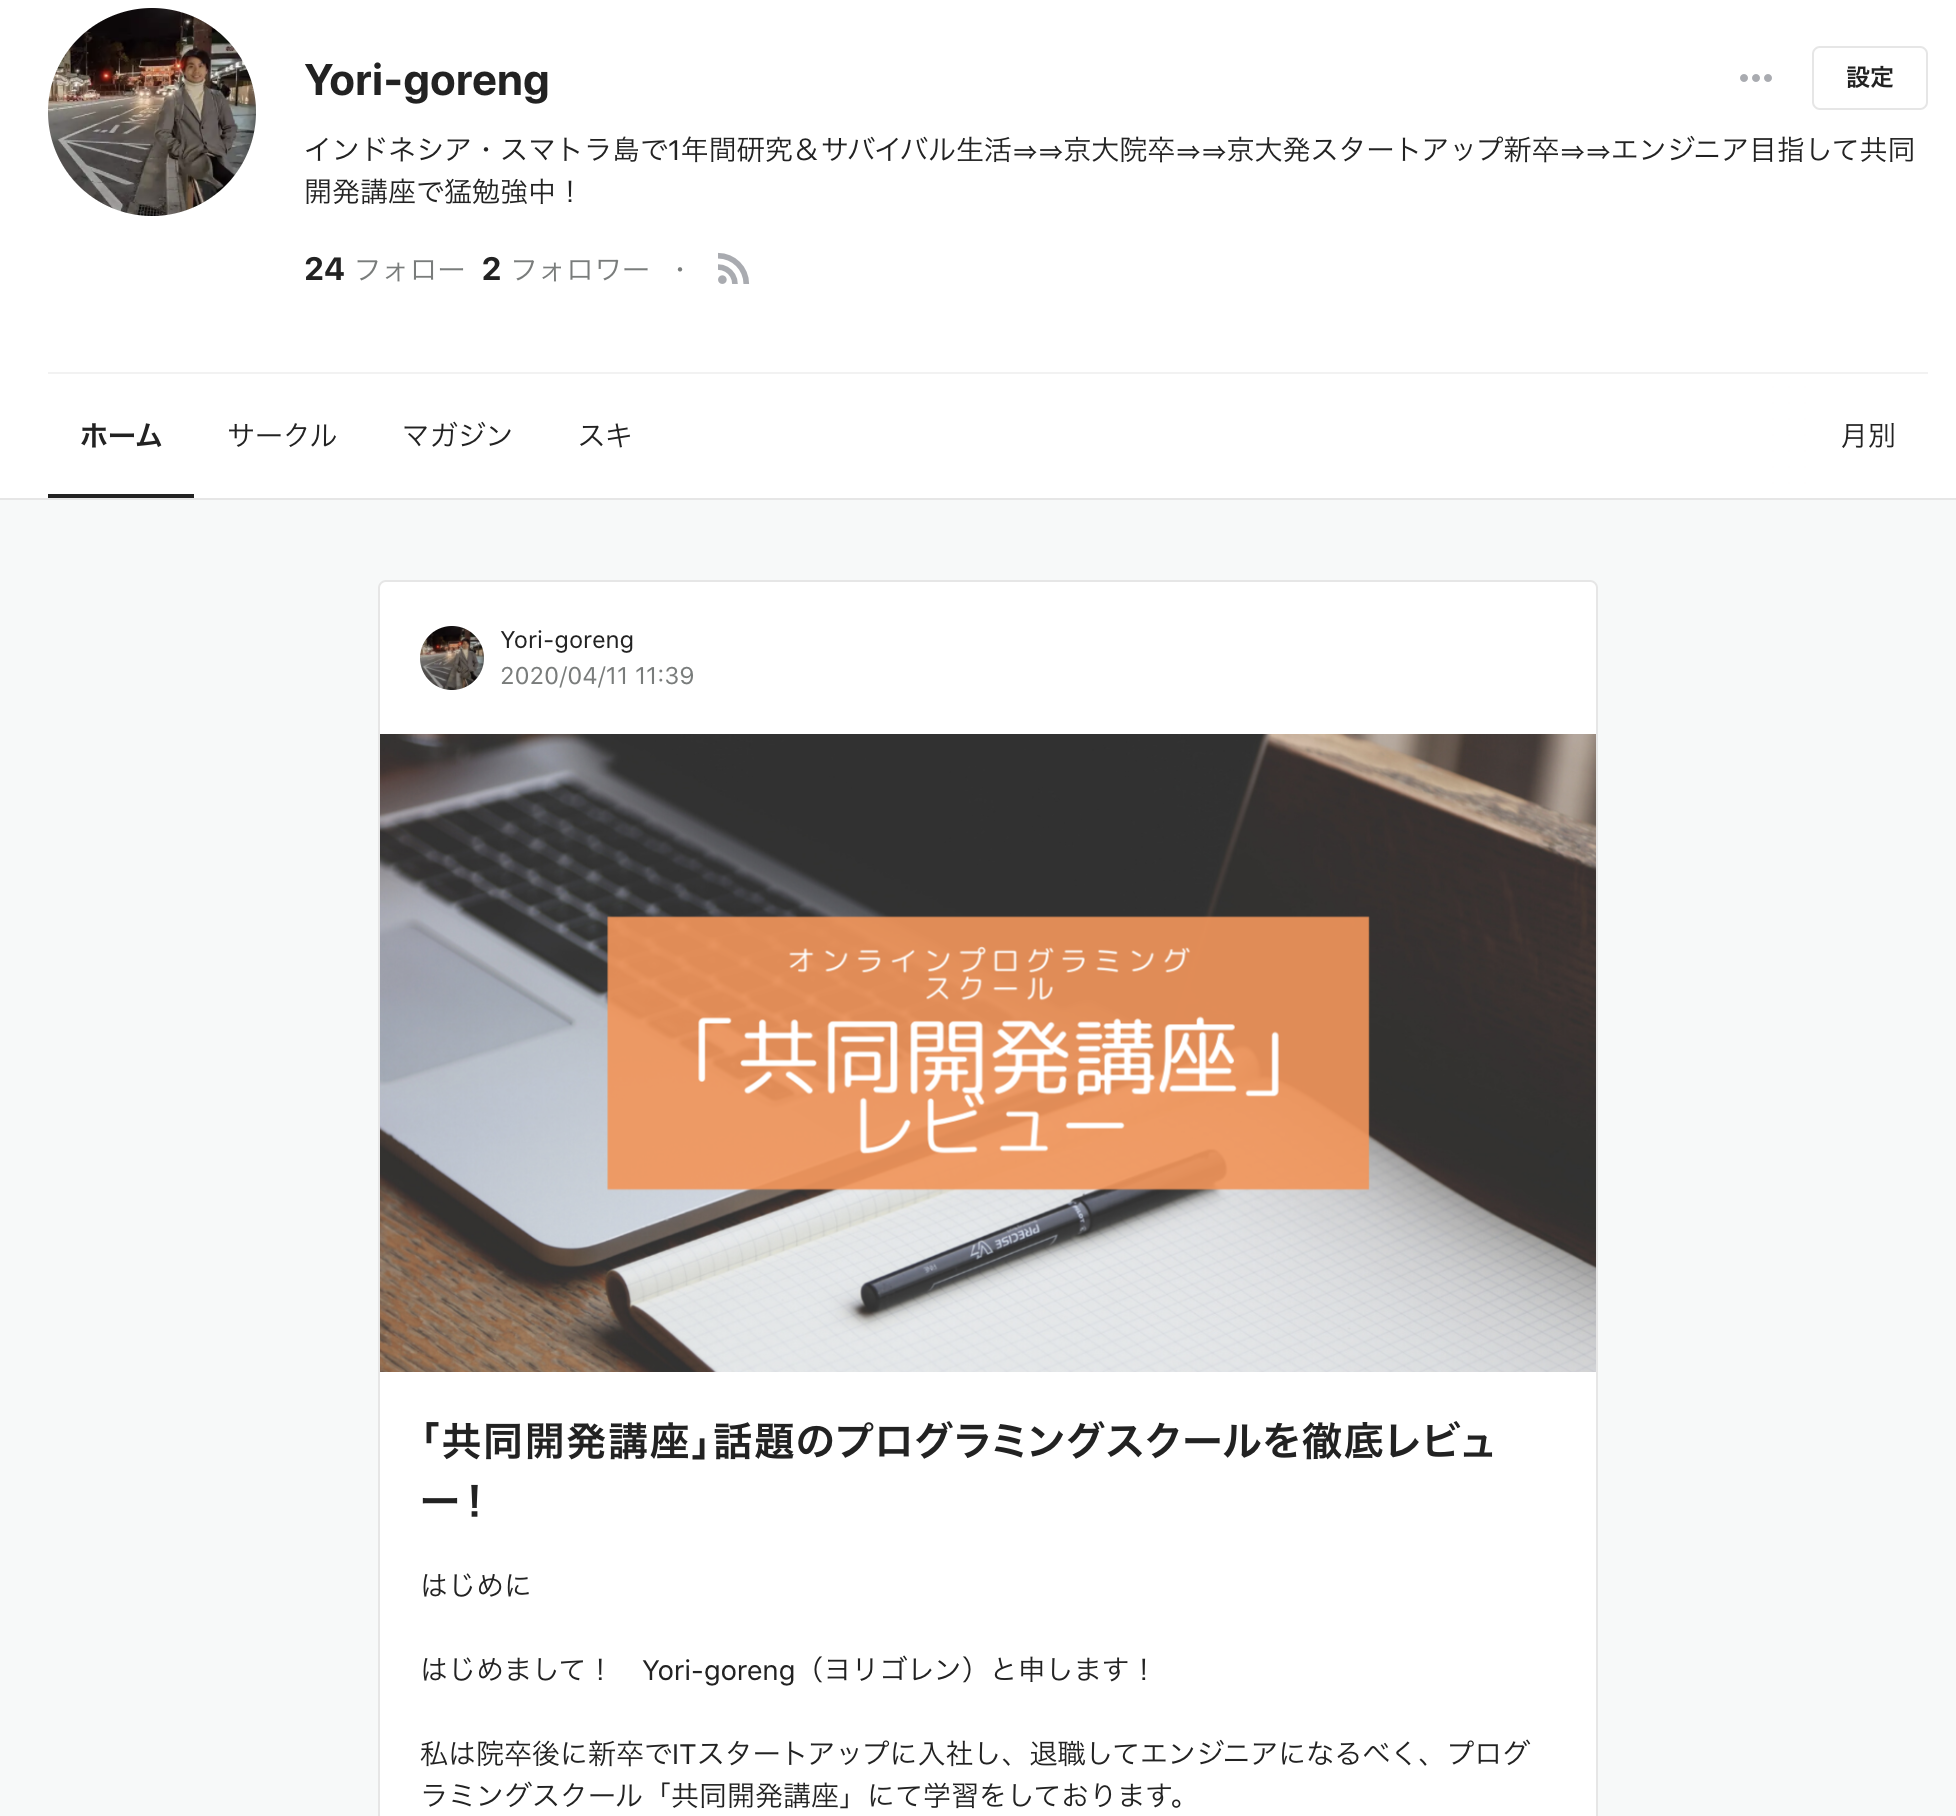 Yori-goreng
設定
インドネシア・スマトラ島で1年間研究＆サバイバル生活⇒⇒京大院卒⇒⇒京大発スタートアップ新卒⇒⇒エンジニア目指して共同
開発講座で猛勉強中！
24 フォロー 2 フォロワー ・
ホーム サークル マガジン スキ 月別
Yori-goreng
2020/04/11 11:39
オンラインプログラミング
スクール
「共同開発講座」
レビュー
PRECISE V7
「共同開発講座」話題のプログラミングスクールを徹底レビュ
ー！
はじめに
はじめまして！　Yori-goreng（ヨリゴレン）と申します！
私は院卒後に新卒でITスタートアップに入社し、退職してエンジニアになるべく、プログ
ラミングスクール「共同開発講座」にて学習をしております。